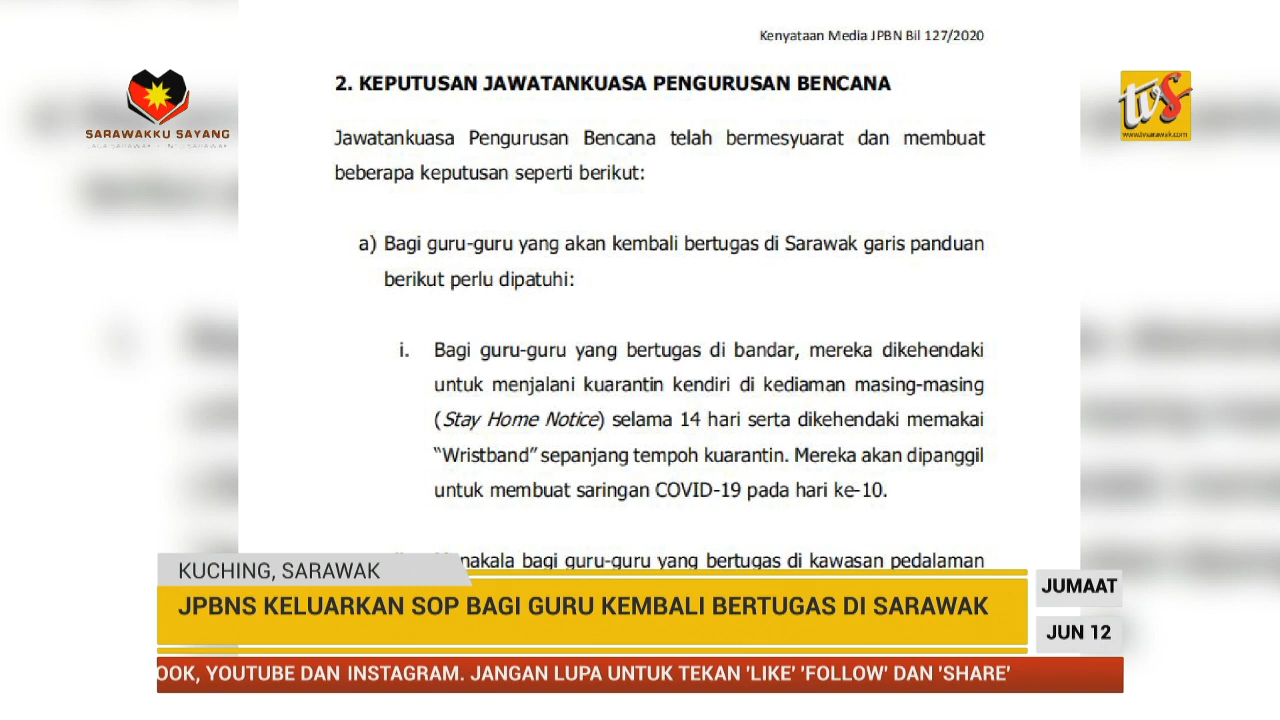 Kenyataan Media JPBN Bil 127/2020
2. KEPUTUSAN JAWATANKUASA PENGURUSAN BENCANA
SARAWAKKU SAYANG
tvS
www.tvsarawak.com
Jawatankuasa Pengurusan Bencana telah bermesyuarat dan membuat
beberapa keputusan seperti berikut:
a) Bagi guru-guru yang akan kembali bertugas di Sarawak garis panduan
berikut perlu dipatuhi:
i. Bagi guru-guru yang bertugas di bandar, mereka dikehendaki
untuk menjalani kuarantin kendiri di kediaman masing-masing
(Stay Home Notice) selama 14 hari serta dikehendaki memakai
“Wristband” sepanjang tempoh kuarantin. Mereka akan dipanggil
untuk membuat saringan COVID-19 pada hari ke-10.
bagi guru-guru yang bertugas di kawasan pedalaman
KUCHING, SARAWAK
JPBNS KELUARKAN SOP BAGI GURU KEMBALI BERTUGAS DI SARAWAK
JUMAAT
JUN 12
OOK, YOUTUBE DAN INSTAGRAM. JANGAN LUPA UNTUK TEKAN 'LIKE' 'FOLLOW' DAN 'SHARE'